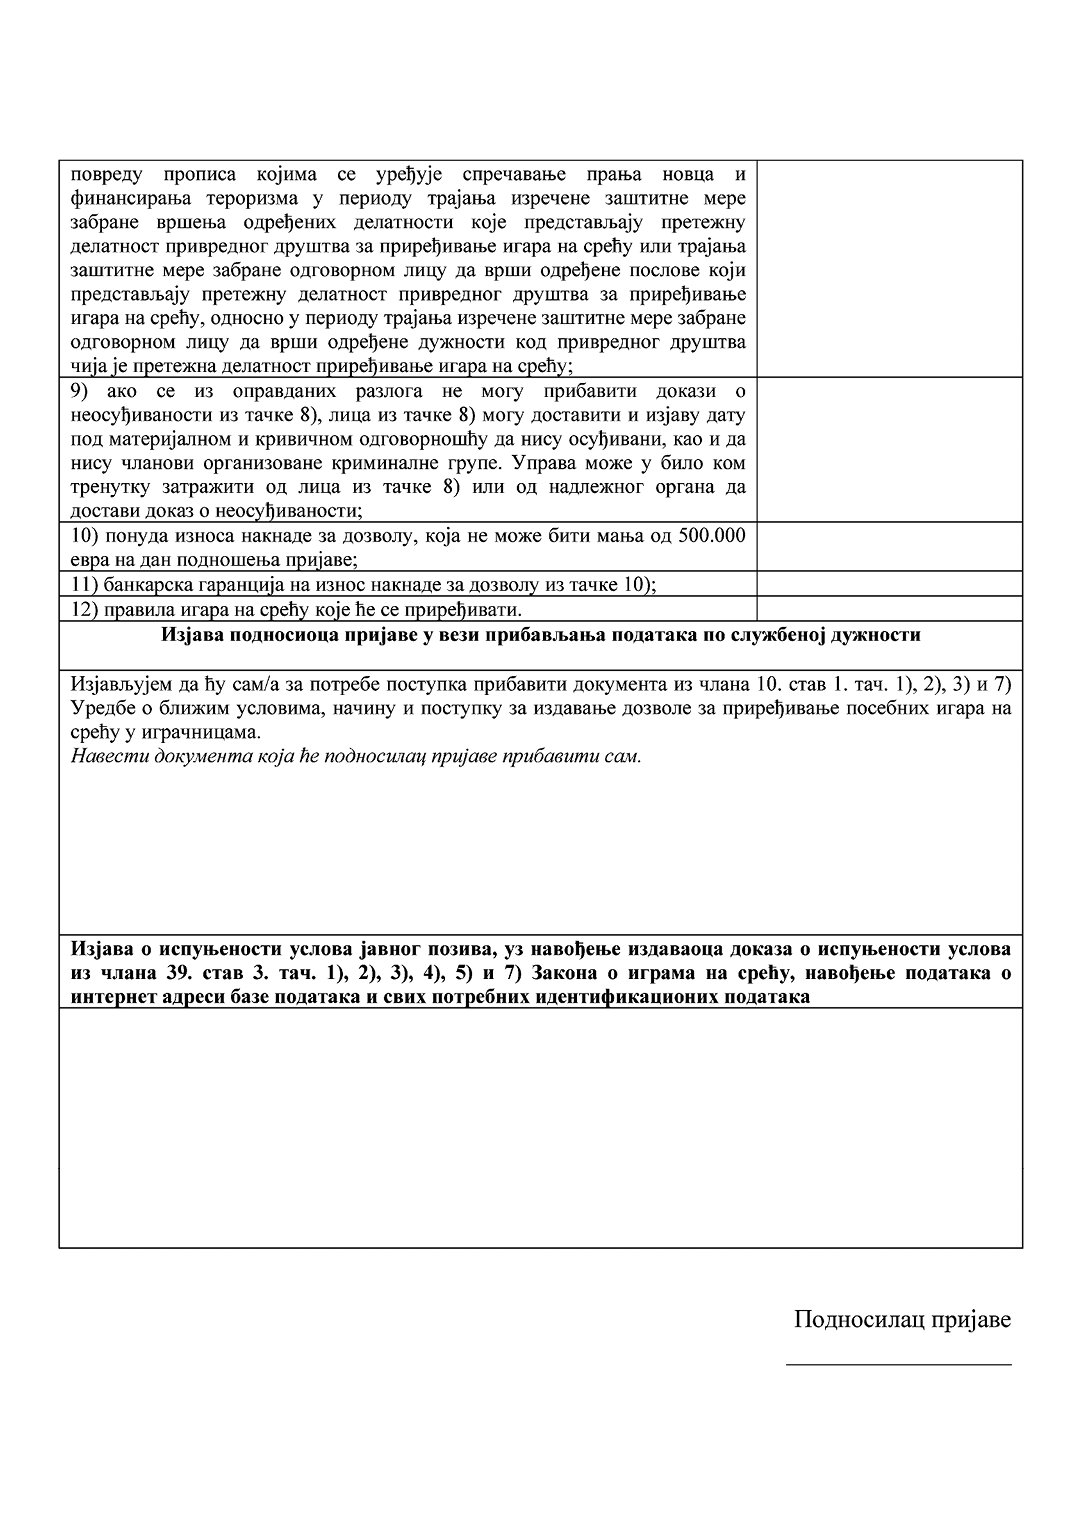 повреду прописа којима се уређује спречавање прања новца и
финансирања тероризма у периоду трајања изречене заштитне мере
забране вршења одређених делатности које представљају претежну
делатност привредног друштва за приређивање игара на срећу или трајања
заштитне мере забране одговорном лицу да врши одређене послове који
представљају претежну делатност привредног друштва за приређивање
игара на срећу, односно у периоду трајања изречене заштитне мере забране
одговорном лицу да врши одређене дужности код привредног друштва
чија је претежна делатност приређивање игара на срећу;
9) ако се из оправданих разлога не могу прибавити докази о
неосуђиваности из тачке 8), лица из тачке 8) могу доставити и изјаву дату
под материјалном и кривичном одговорношћу да нису осуђивани, као и да
нису чланови организоване криминалне групе. Управа може у било ком
тренутку затражити од лица из тачке 8) или од надлежног органа да
достави доказ о неосуђиваности;
10) понуда износа накнаде за дозволу, која не може бити мања од 500.000
евра на дан подношења пријаве;
11) банкарска гаранција на износ накнаде за дозволу из тачке 10);
12) правила игара на срећу које ће се приређивати.
Изјава подносиоца пријаве у вези прибављања података по службеној дужности
Изјављујем да ћу сам/а за потребе поступка прибавити документа из члана 10. став 1. тач. 1), 2), 3) и 7)
Уредбе о ближим условима, начину и поступку за издавање дозволе за приређивање посебних игара на
срећу у играчницама.
Навести документа која ће подносилац пријаве прибавити сам.
Изјава о испуњености услова јавног позива, уз навођење издаваоца доказа о испуњености услова
из члана 39. став 3. тач. 1), 2), 3), 4), 5) и 7) Закона о играма на срећу, навођење података о
интернет адреси базе података и свих потребних идентификационих података
Подносилац пријаве